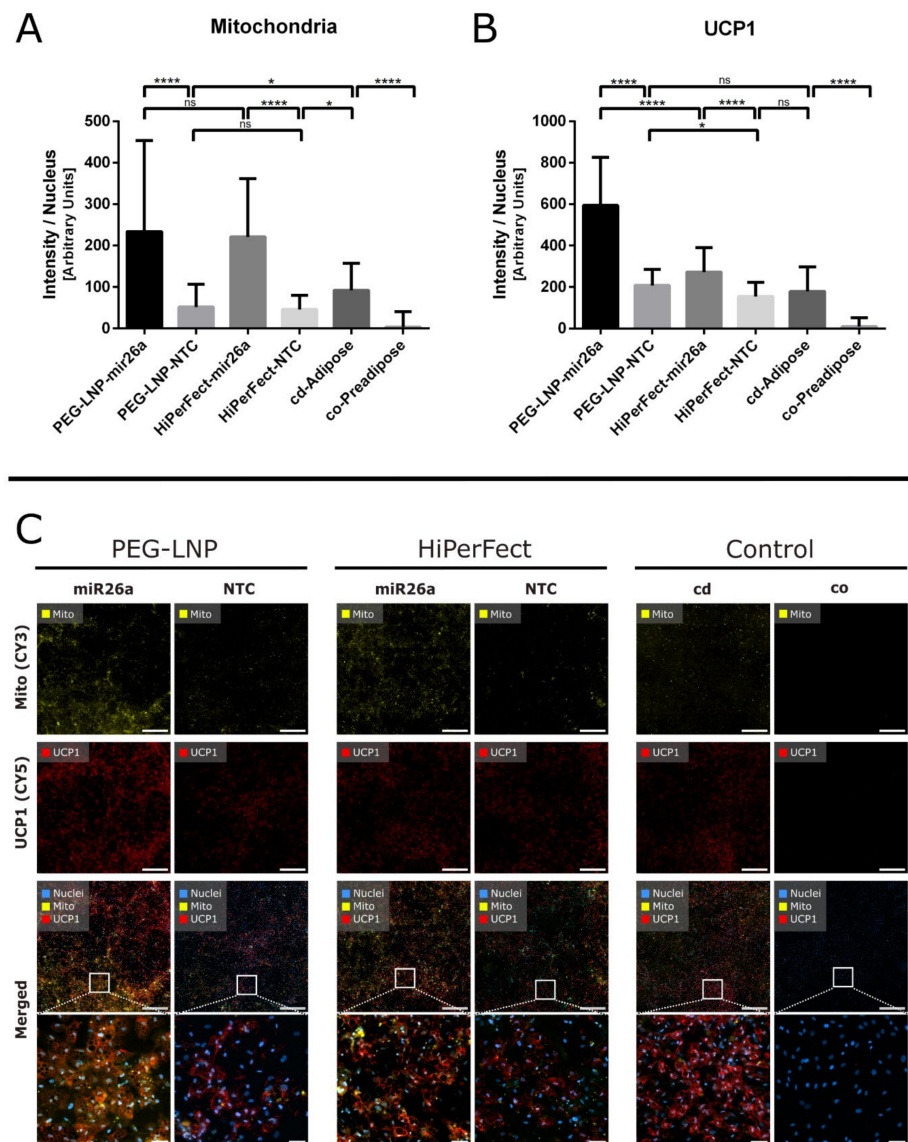 A
Mitochondria
**** * ****
ns **** *
ns
Intensity / Nucleus
[Arbitrary Units]
500
400
300
200
100
0
PEG-LNP-mir26a
PEG-LNP-NTC
HiPerFect-mir26a
HiPerFect-NTC
cd-Adipose
co-Preadipose
B
UCP1
**** ns ****
**** **** ns
*
Intensity / Nucleus
[Arbitrary Units]
1000
800
600
400
200
0
PEG-LNP-mir26a
PEG-LNP-NTC
HiPerFect-mir26a
HiPerFect-NTC
cd-Adipose
co-Preadipose
C
PEG-LNP HiPerFect Control
miR26a NTC miR26a NTC cd co
Mito (CY3)
Mito Mito Mito Mito Mito Mito
UCP1 (CY5)
UCP1 UCP1 UCP1 UCP1 UCP1 UCP1
Merged
Nuclei Nuclei Nuclei Nuclei Nuclei Nuclei
Mito Mito Mito Mito Mito Mito
UCP1 UCP1 UCP1 UCP1 UCP1 UCP1